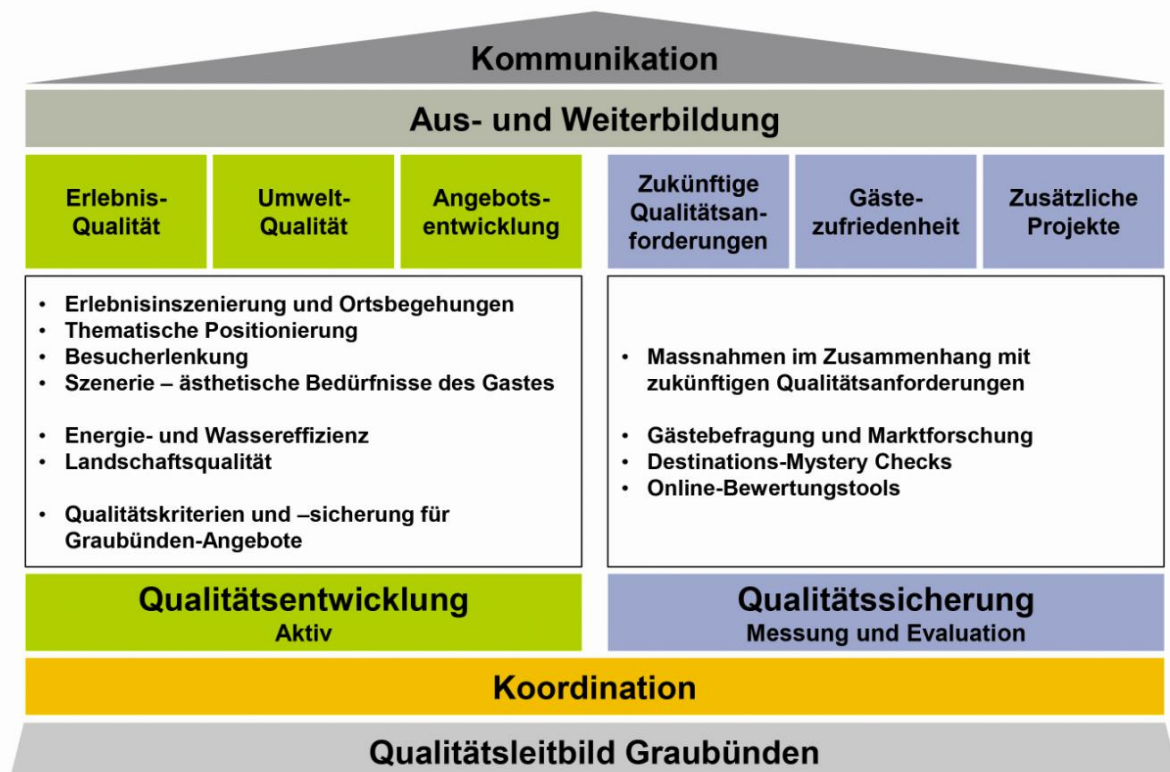 Kommunikation
Aus- und Weiterbildung
Erlebnis-
Qualität
Umwelt-
Qualität
Angebots-
entwicklung
Zukünftige
Qualitätsan-
forderungen
Gäste-
zufriedenheit
Zusätzliche
Projekte
• Erlebnisinszenierung und Ortsbegehungen
• Thematische Positionierung
• Besucherlenkung
• Szenerie – ästhetische Bedürfnisse des Gastes
• Energie- und Wassereffizienz
• Landschaftsqualität
• Qualitätskriterien und –sicherung für
Graubünden-Angebote
• Massnahmen im Zusammenhang mit
zukünftigen Qualitätsanforderungen
• Gästebefragung und Marktforschung
• Destinations-Mystery Checks
• Online-Bewertungstools
Qualitätsentwicklung
Aktiv
Qualitätssicherung
Messung und Evaluation
Koordination
Qualitätsleitbild Graubünden